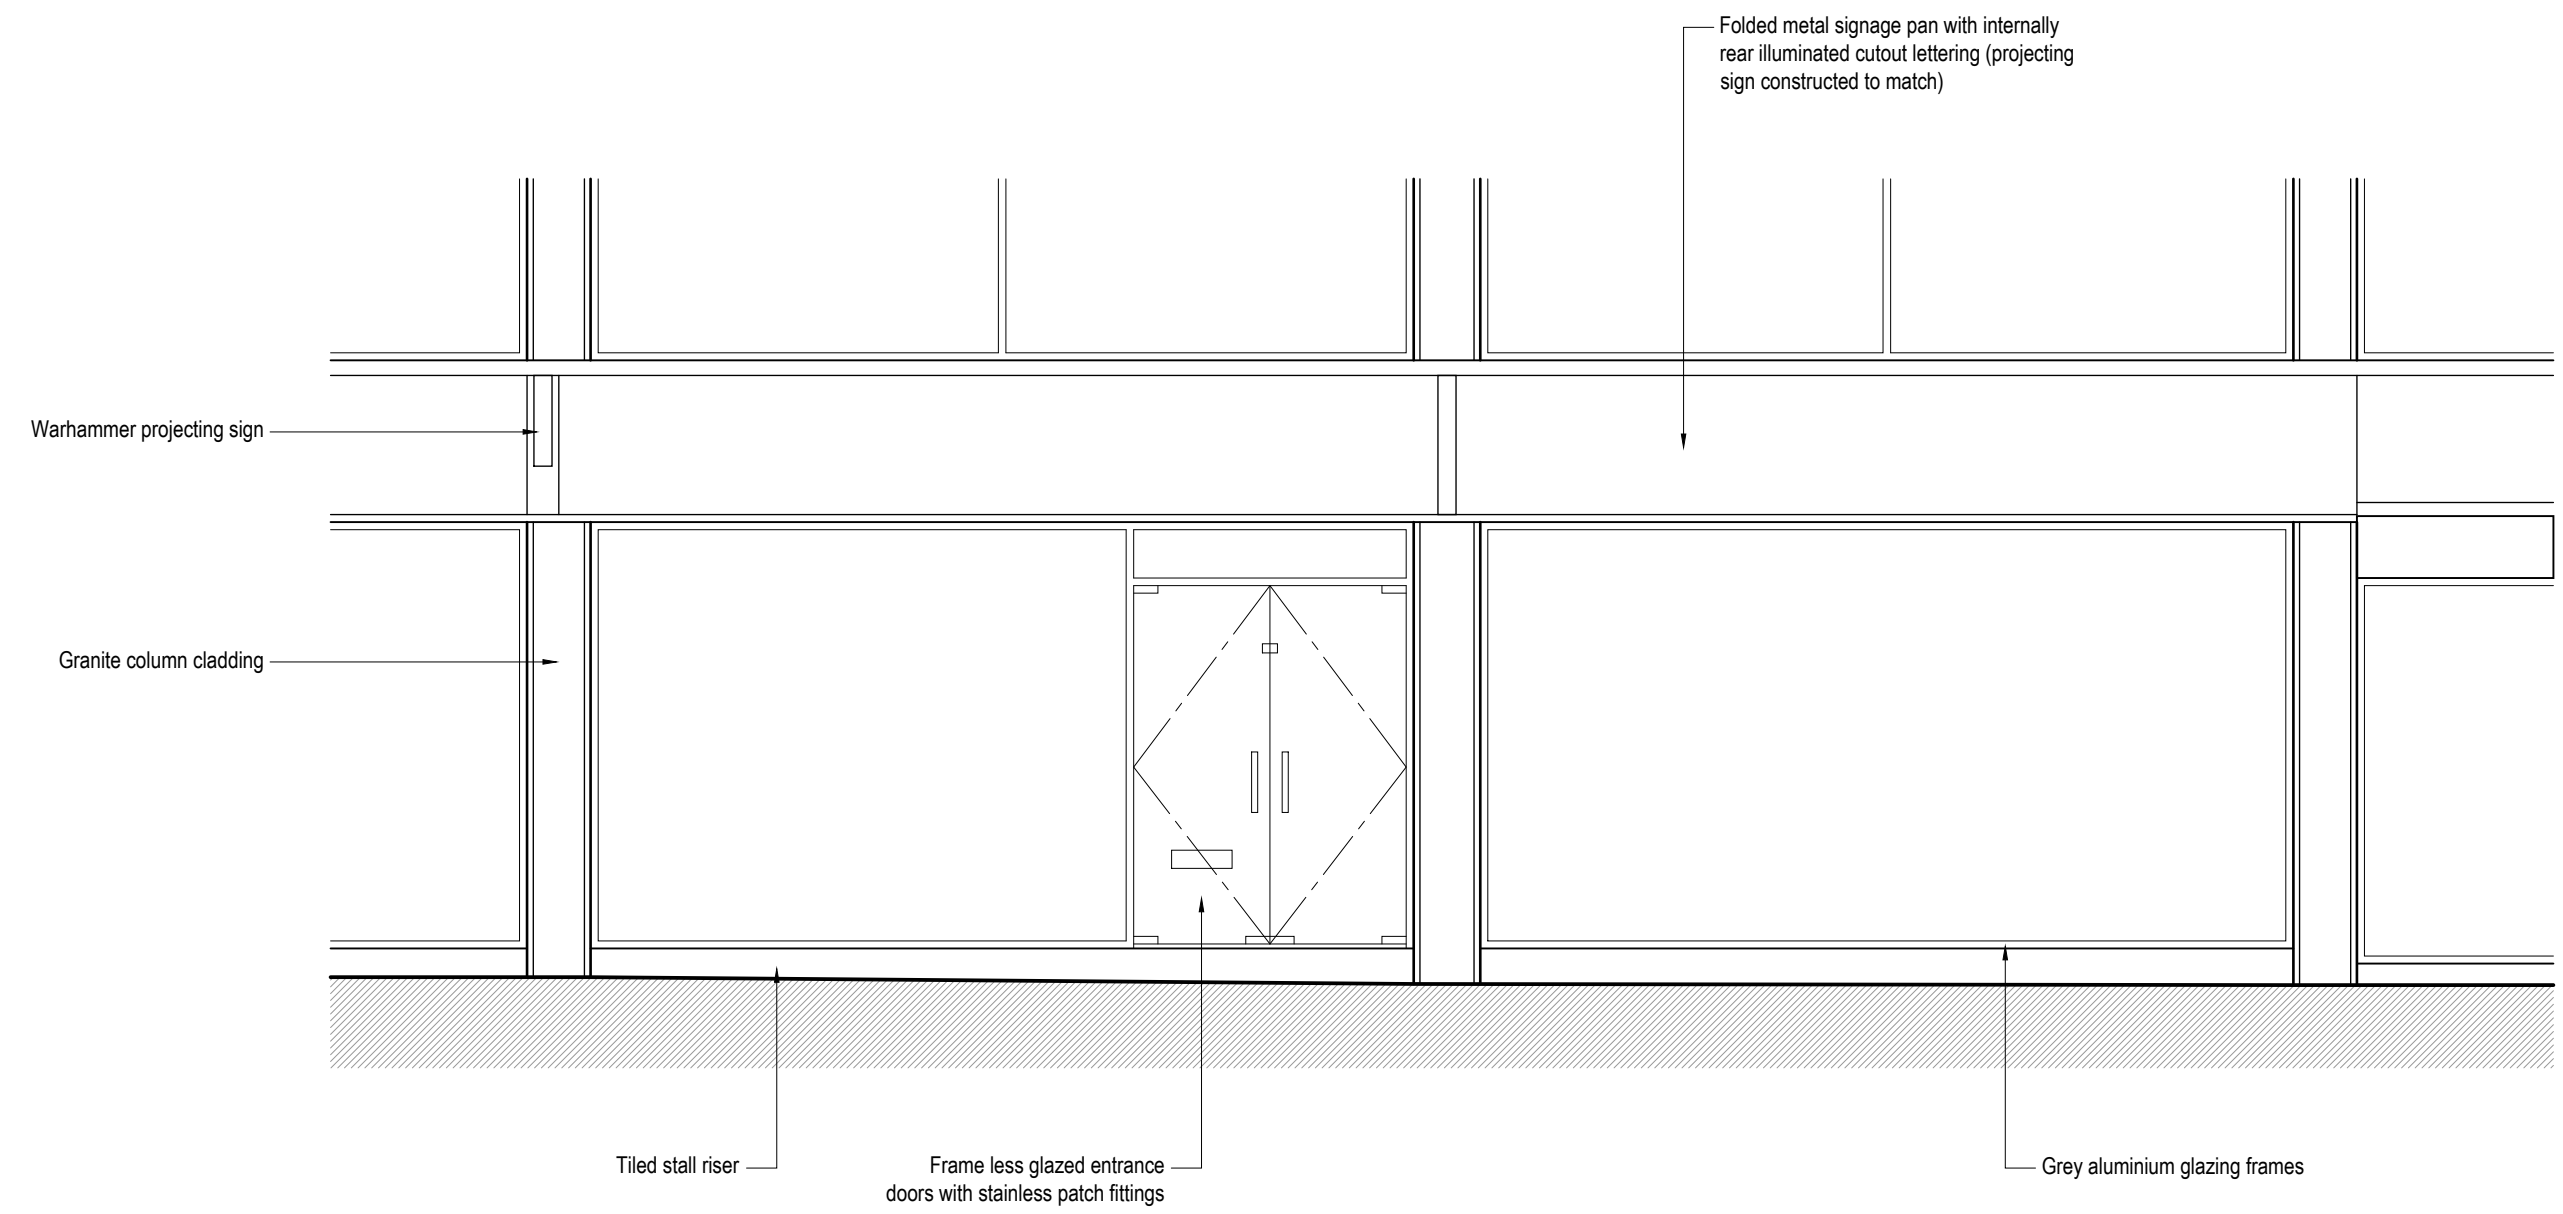 Folded metal signage pan with internally
rear illuminated cutout lettering (projecting
sign constructed to match)
Warhammer projecting sign
Granite column cladding
Tiled stall riser
Frame less glazed entrance
doors with stainless patch fittings
Grey aluminium glazing frames